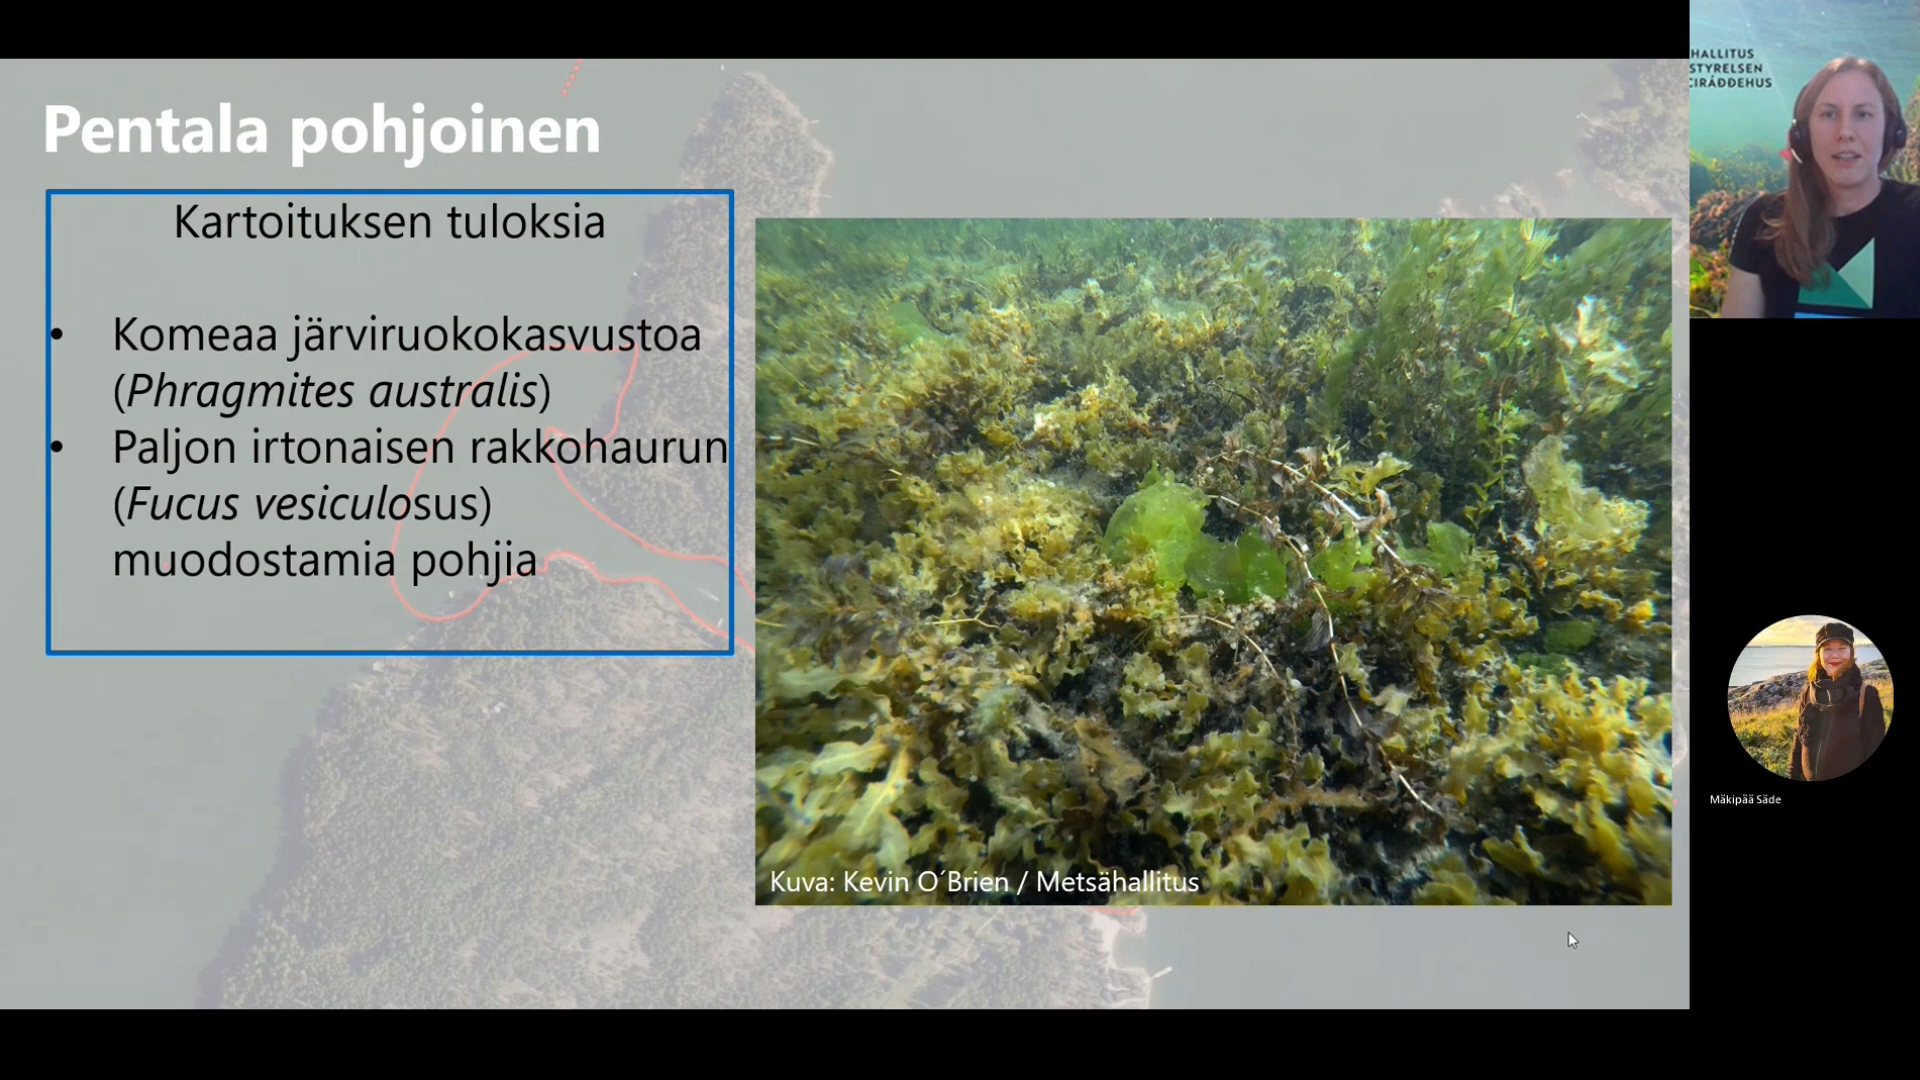 Pentala pohjoinen
Kartoituksen tuloksia
• Komeaa järviruokokasvustoa
(Phragmites australis)
• Paljon irtonaisen rakkohaurun
(Fucus vesiculosus)
muodostamia pohjia
Kuva: Kevin O´Brien / Metsähallitus
HALLITUS
STYRELSEN
CIRÁĐĐEHUS
Mäkipää Säde